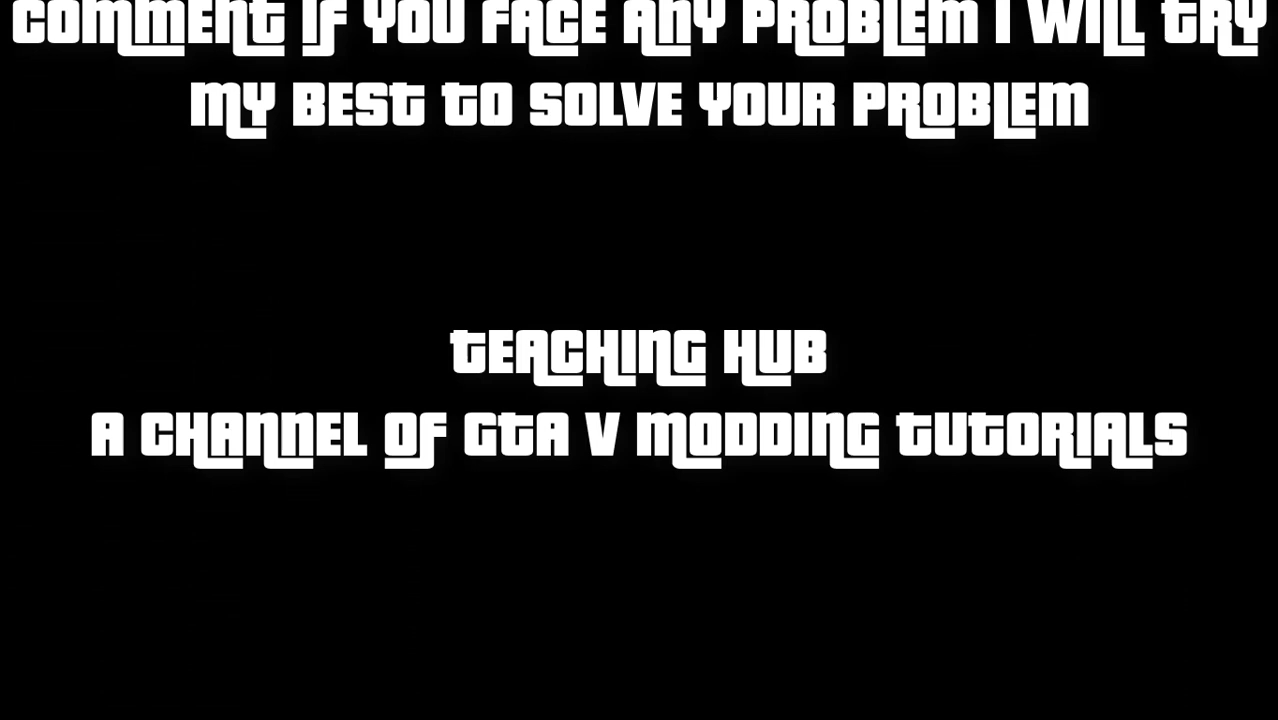 COMMENT IF YOU FACE ANY PROBLEM I WILL TRY
MY BEST TO SOLVE YOUR PROBLEM
TEACHING HUB
A CHANNEL OF GTA V MODDING TUTORIALS